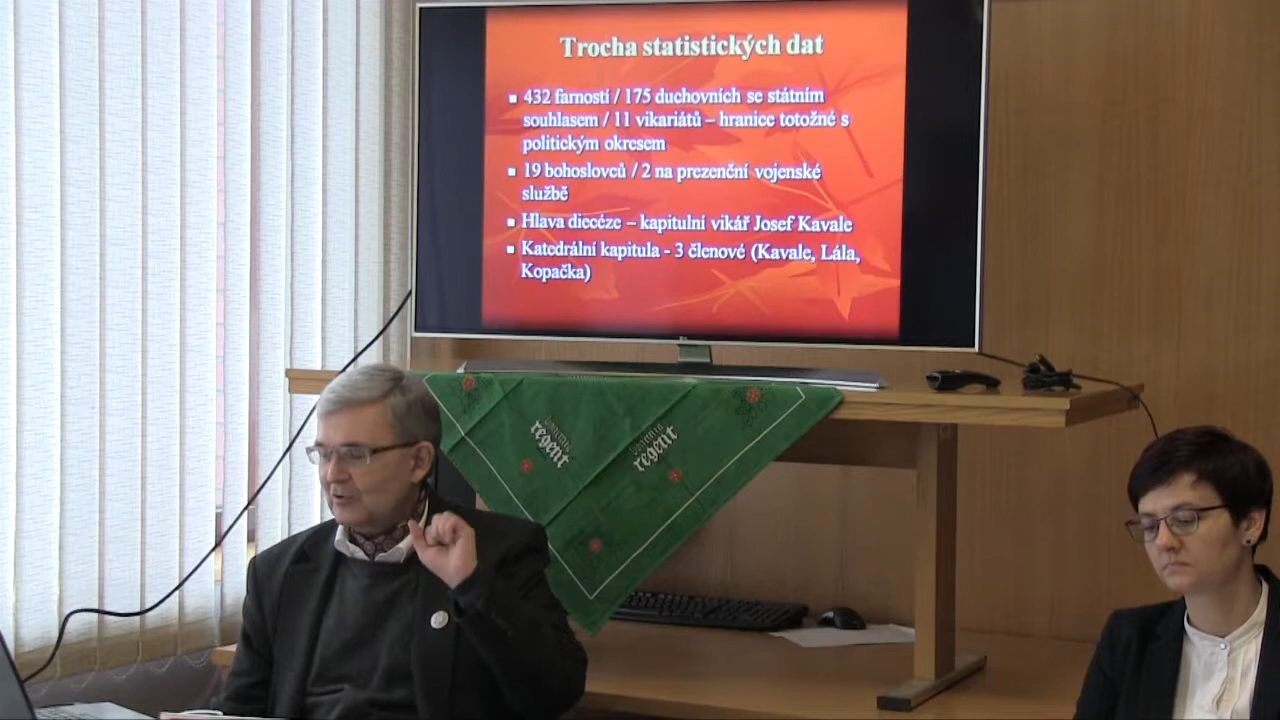 Trocha statistických dat
432 farností / 175 duchovních se státním
souhlasem / 11 vikariátů – hranice totožné s
politickým okresem
19 bohoslovců / 2 na prezenční vojenské
službě
Hlava diecéze – kapitulní vikář Josef Kavale
Katedrální kapitula - 3 členové (Kavale, Lála,
Kopačka)
regent
regent